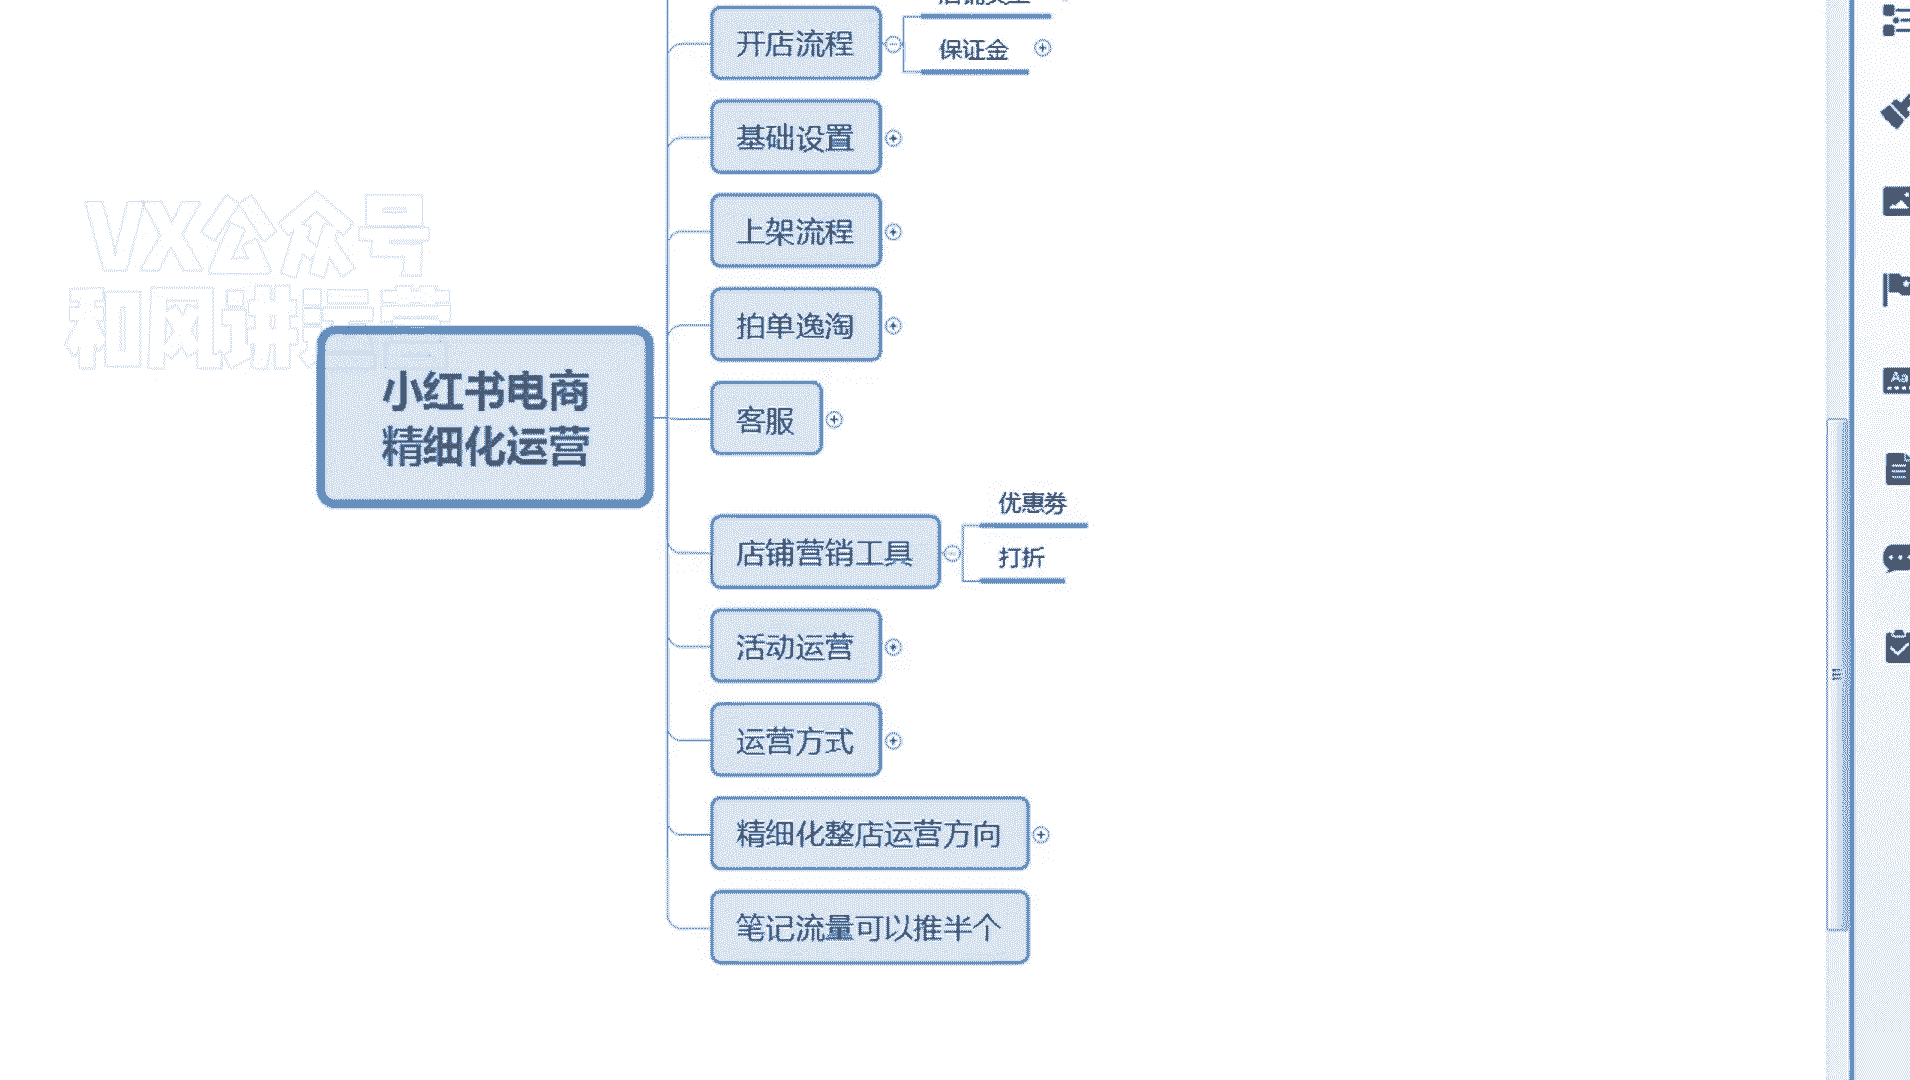 开店流程
保证金
基础设置
上架流程
拍单逸淘
客服
VX公众号
和风讲运营
小红书电商
精细化运营
优惠劵
店铺营销工具
打折
活动运营
运营方式
精细化整店运营方向
笔记流量可以推半个
Aa